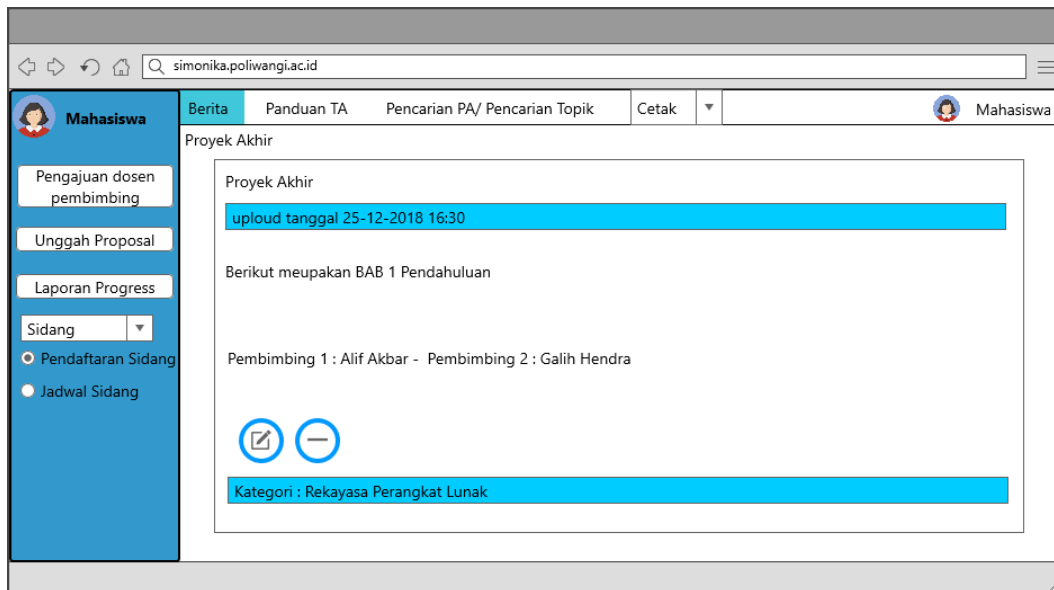 simonika.poliwangi.ac.id
Mahasiswa
Berita
Panduan TA
Pencarian PA/ Pencarian Topik
Cetak
Mahasiswa
Pengajuan dosen
pembimbing
Unggah Proposal
Laporan Progress
Sidang
Pendaftaran Sidang
Jadwal Sidang
Proyek Akhir
Proyek Akhir
uploud tanggal 25-12-2018 16:30
Berikut meupakan BAB 1 Pendahuluan
Pembimbing 1 : Alif Akbar - Pembimbing 2 : Galih Hendra
Kategori : Rekayasa Perangkat Lunak